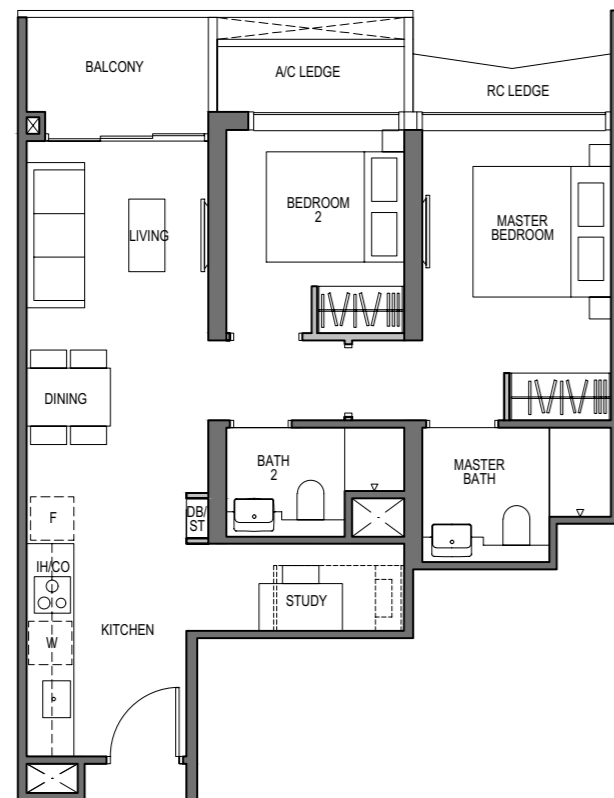 BALCONY
A/C LEDGE
RC LEDGE
LIVING
BEDROOM
2
MASTER
BEDROOM
DINING
BATH
2
MASTER
BATH
F
DB/
ST
IH/CO
STUDY
KITCHEN
W